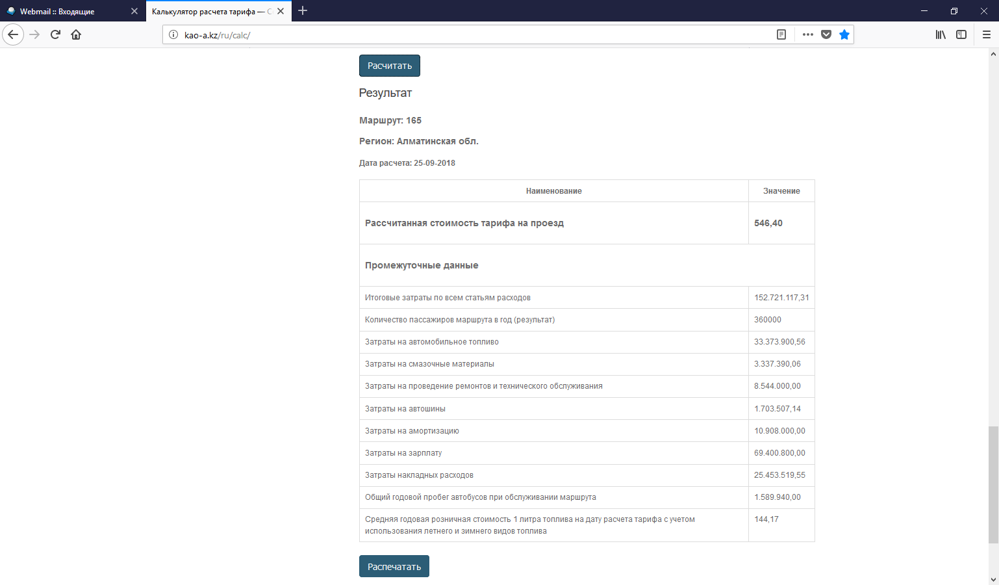 Webmail :: Входящие
Калькулятор расчета тарифа — С
kao-a.kz/ru/calc/
Расчитать
Результат
Маршрут: 165
Регион: Алматинская обл.
Дата расчета: 25-09-2018
Наименование Значение
Рассчитанная стоимость тарифа на проезд 546,40
Промежуточные данные
Итоговые затраты по всем статьям расходов 152.721.117,31
Количество пассажиров маршрута в год (результат) 360000
Затраты на автомобильное топливо 33.373.900,56
Затраты на смазочные материалы 3.337.390,06
Затраты на проведение ремонтов и технического обслуживания 8.544.000,00
Затраты на автошины 1.703.507,14
Затраты на амортизацию 10.908.000,00
Затраты на зарплату 69.400.800,00
Затраты накладных расходов 25.453.519,55
Общий годовой пробег автобусов при обслуживании маршрута 1.589.940,00
Средняя годовая розничная стоимость 1 литра топлива на дату расчета тарифа с учетом 144,17
использования летнего и зимнего видов топлива
Распечатать